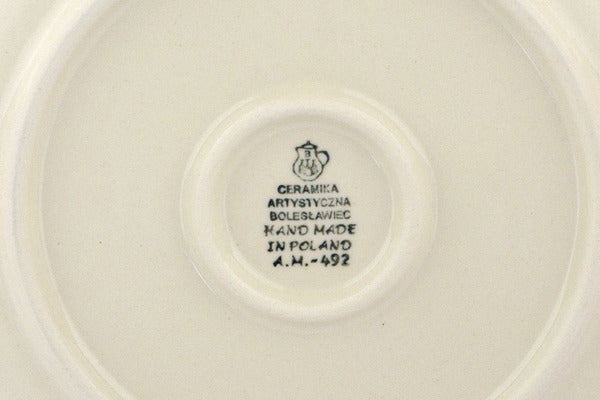 B
CERAMIKA
ARTYSTYCZNA
BOLESŁAWIEC
HAND MADE
IN POLAND
A.M.-492